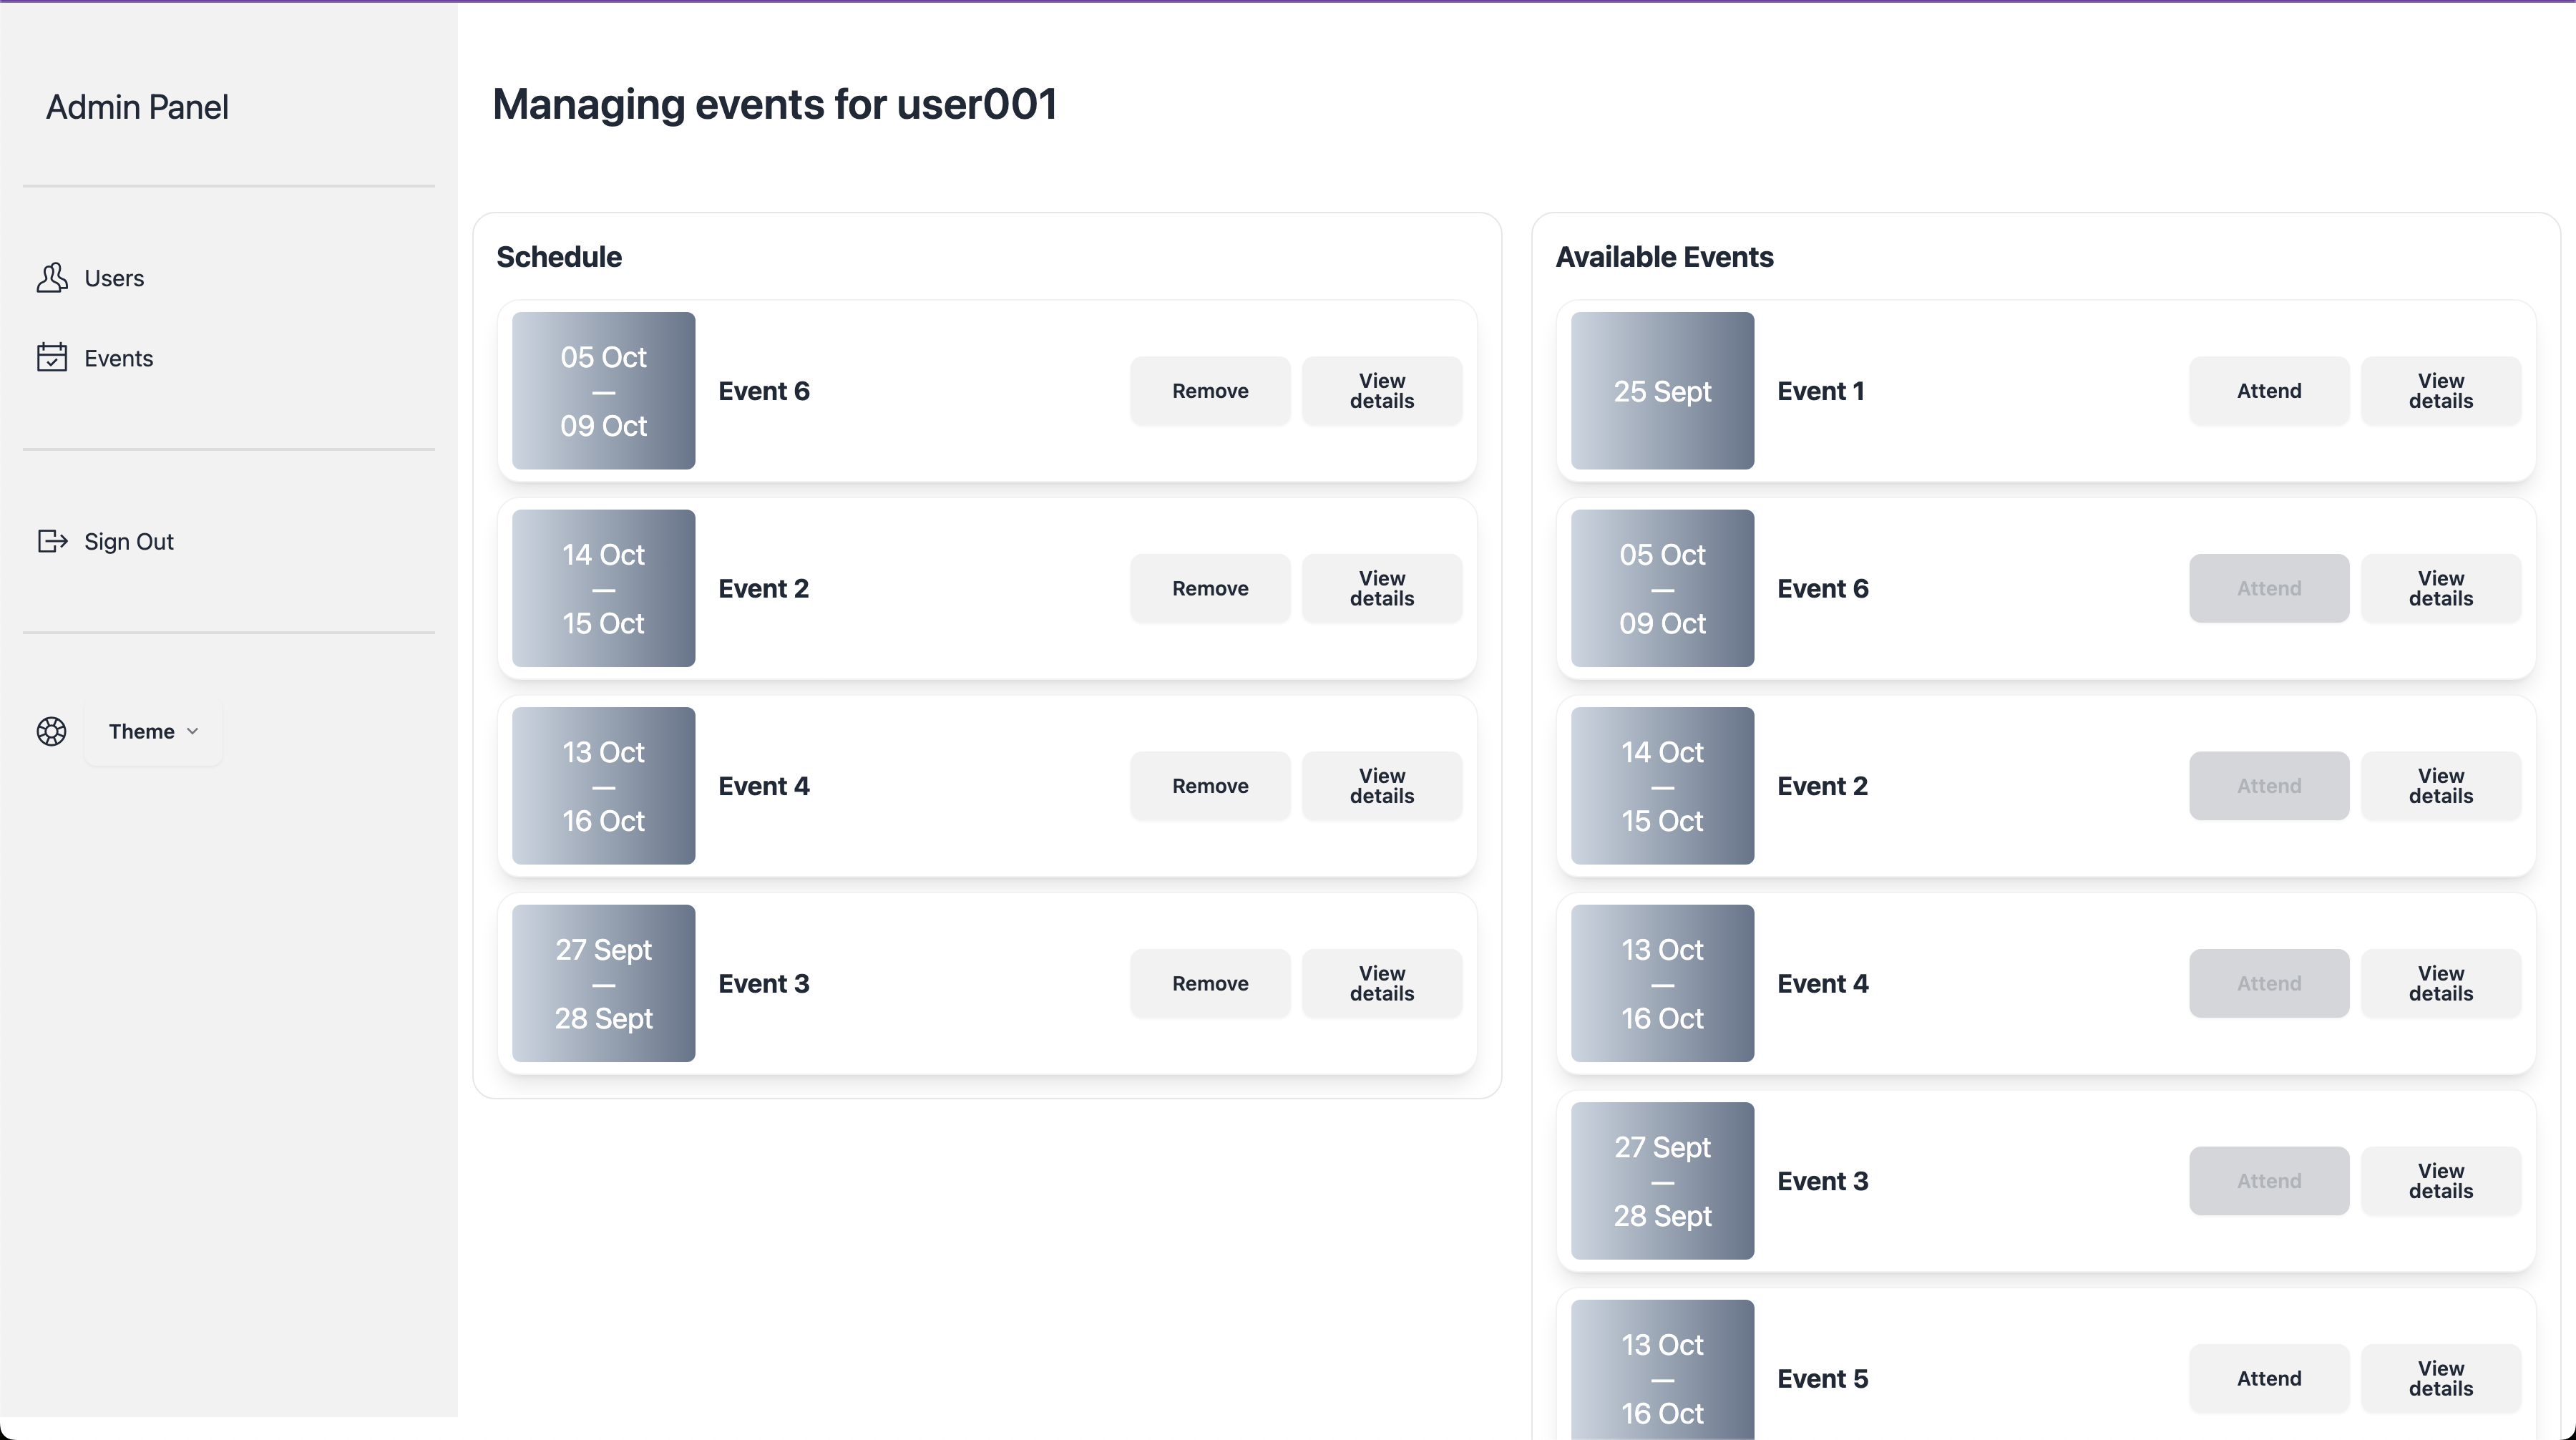 Admin Panel
Users
Events
Sign Out
Theme
Managing events for user001
Schedule
05 Oct
—
09 Oct
Event 6
Remove
View
details
14 Oct
—
15 Oct
Event 2
Remove
View
details
13 Oct
—
16 Oct
Event 4
Remove
View
details
27 Sept
—
28 Sept
Event 3
Remove
View
details
Available Events
25 Sept
Event 1
Attend
View
details
05 Oct
—
09 Oct
Event 6
Attend
View
details
14 Oct
—
15 Oct
Event 2
Attend
View
details
13 Oct
—
16 Oct
Event 4
Attend
View
details
27 Sept
—
28 Sept
Event 3
Attend
View
details
13 Oct
—
16 Oct
Event 5
Attend
View
details